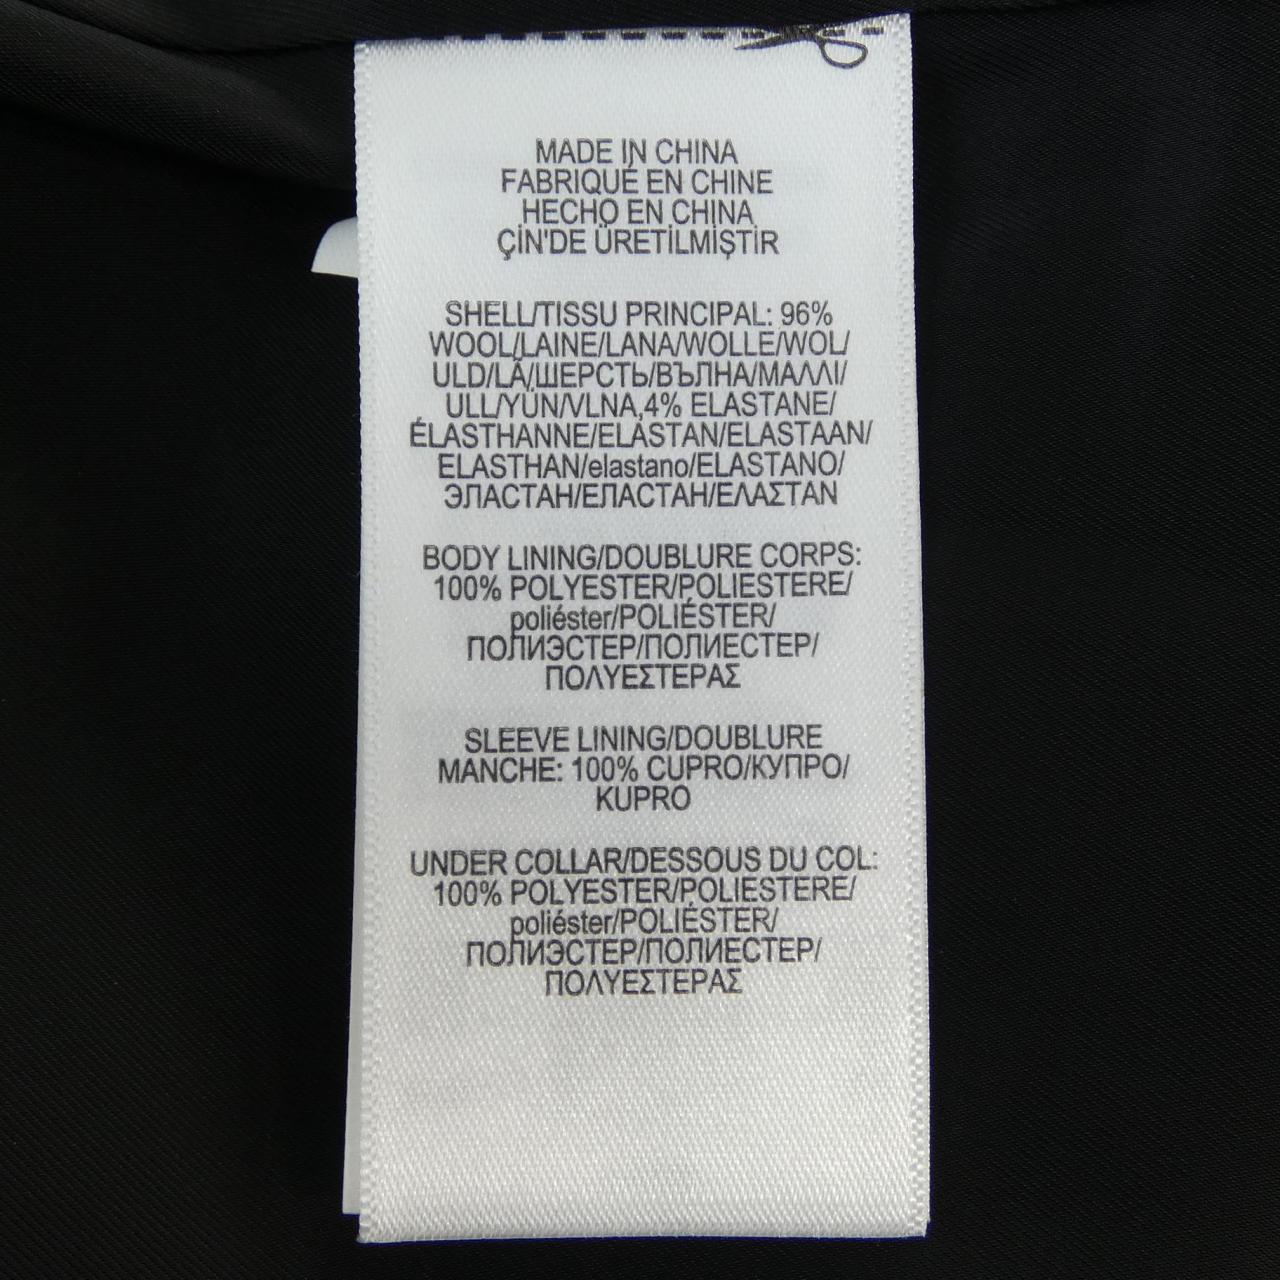 MADE IN CHINA
FABRIQUÉ EN CHINE
HECHO EN CHINA
ÇİN'DE ÜRETİLMİŞTİR
SHELL/TISSU PRINCIPAL: 96%
WOOL/LAINE/LANA/WOLLE/WOL/
ULD/LÃ/ШЕРСТЬ/ВЪЛНА/ΜΑΛΛΙ/
ULL/YÜN/VLNA,4% ELASTANE/
ÉLASTHANNE/ELASTAN/ELASTAAN/
ELASTHAN/elastano/ELASTANO/
ЭЛАСТАН/ЕЛАСТАН/ΕΛΑΣΤΑΝ
BODY LINING/DOUBLURE CORPS:
100% POLYESTER/POLIESTERE/
poliéster/POLIÉSTER/
ПОЛИЭСТЕР/ПОЛИЕСТЕР/
ΠΟΛΥΕΣΤΕΡΑΣ
SLEEVE LINING/DOUBLURE
MANCHE: 100% CUPRO/КУПРО/
KUPRO
UNDER COLLAR/DESSOUS DU COL:
100% POLYESTER/POLIESTERE/
poliéster/POLIÉSTER/
ПОЛИЭСТЕР/ПОЛИЕСТЕР/
ΠΟΛΥΕΣΤΕΡΑΣ